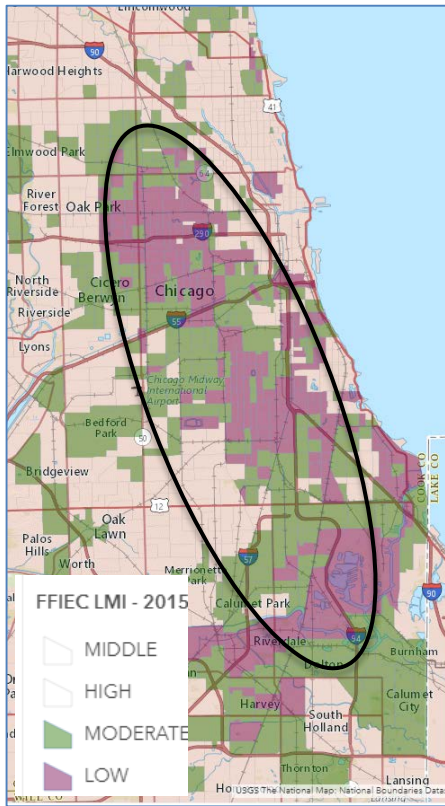 Lincolnwood
90
Harwood Heights
41
Elmwood Park
64
River
Forest
Oak Park
290
North
Riverside
Cicero
Berwyn
Chicago
Riverside
55
Lyons
Chicago Midway
International
Airport
Bedford
Park
50
Bridgeview
12
Oak
Lawn
Palos
Hills
Worth
Merrionett
Park
57
COOK CO
LAKE CO
90
Calumet Park
Riverdale
94
Dolton
Burnham
Harvey
Calumet
City
South
Holland
Thornton
Lansing
WILL CO
FFIEC LMI - 2015
MIDDLE
HIGH
MODERATE
LOW
USGS The National Map: National Boundaries Data